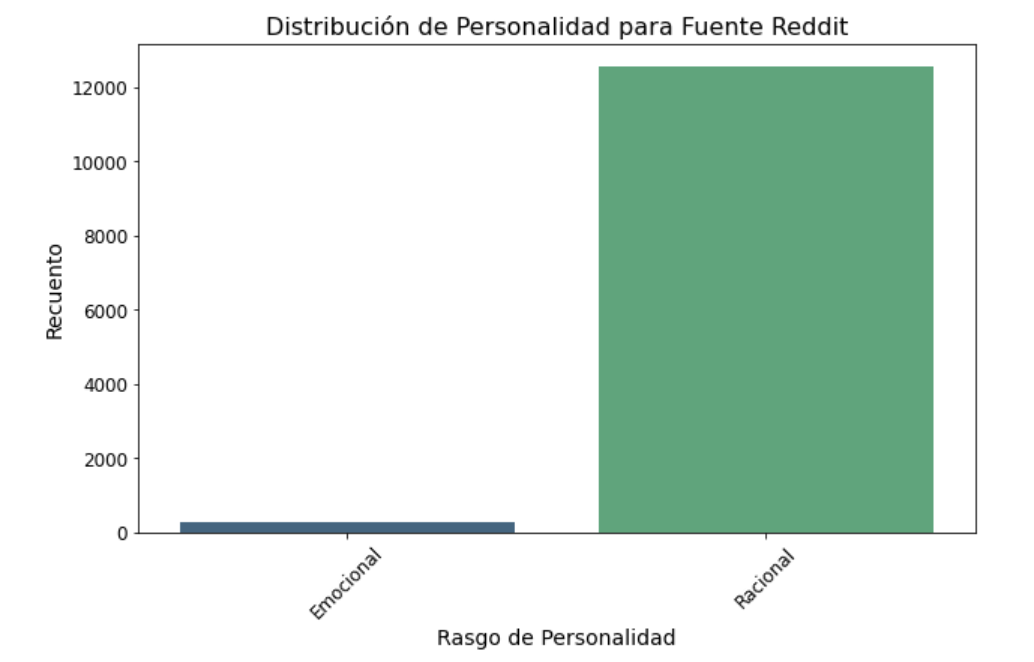 Distribución de Personalidad para Fuente Reddit
12000
10000
8000
6000
4000
2000
0
Recuento
Emocional
Racional
Rasgo de Personalidad